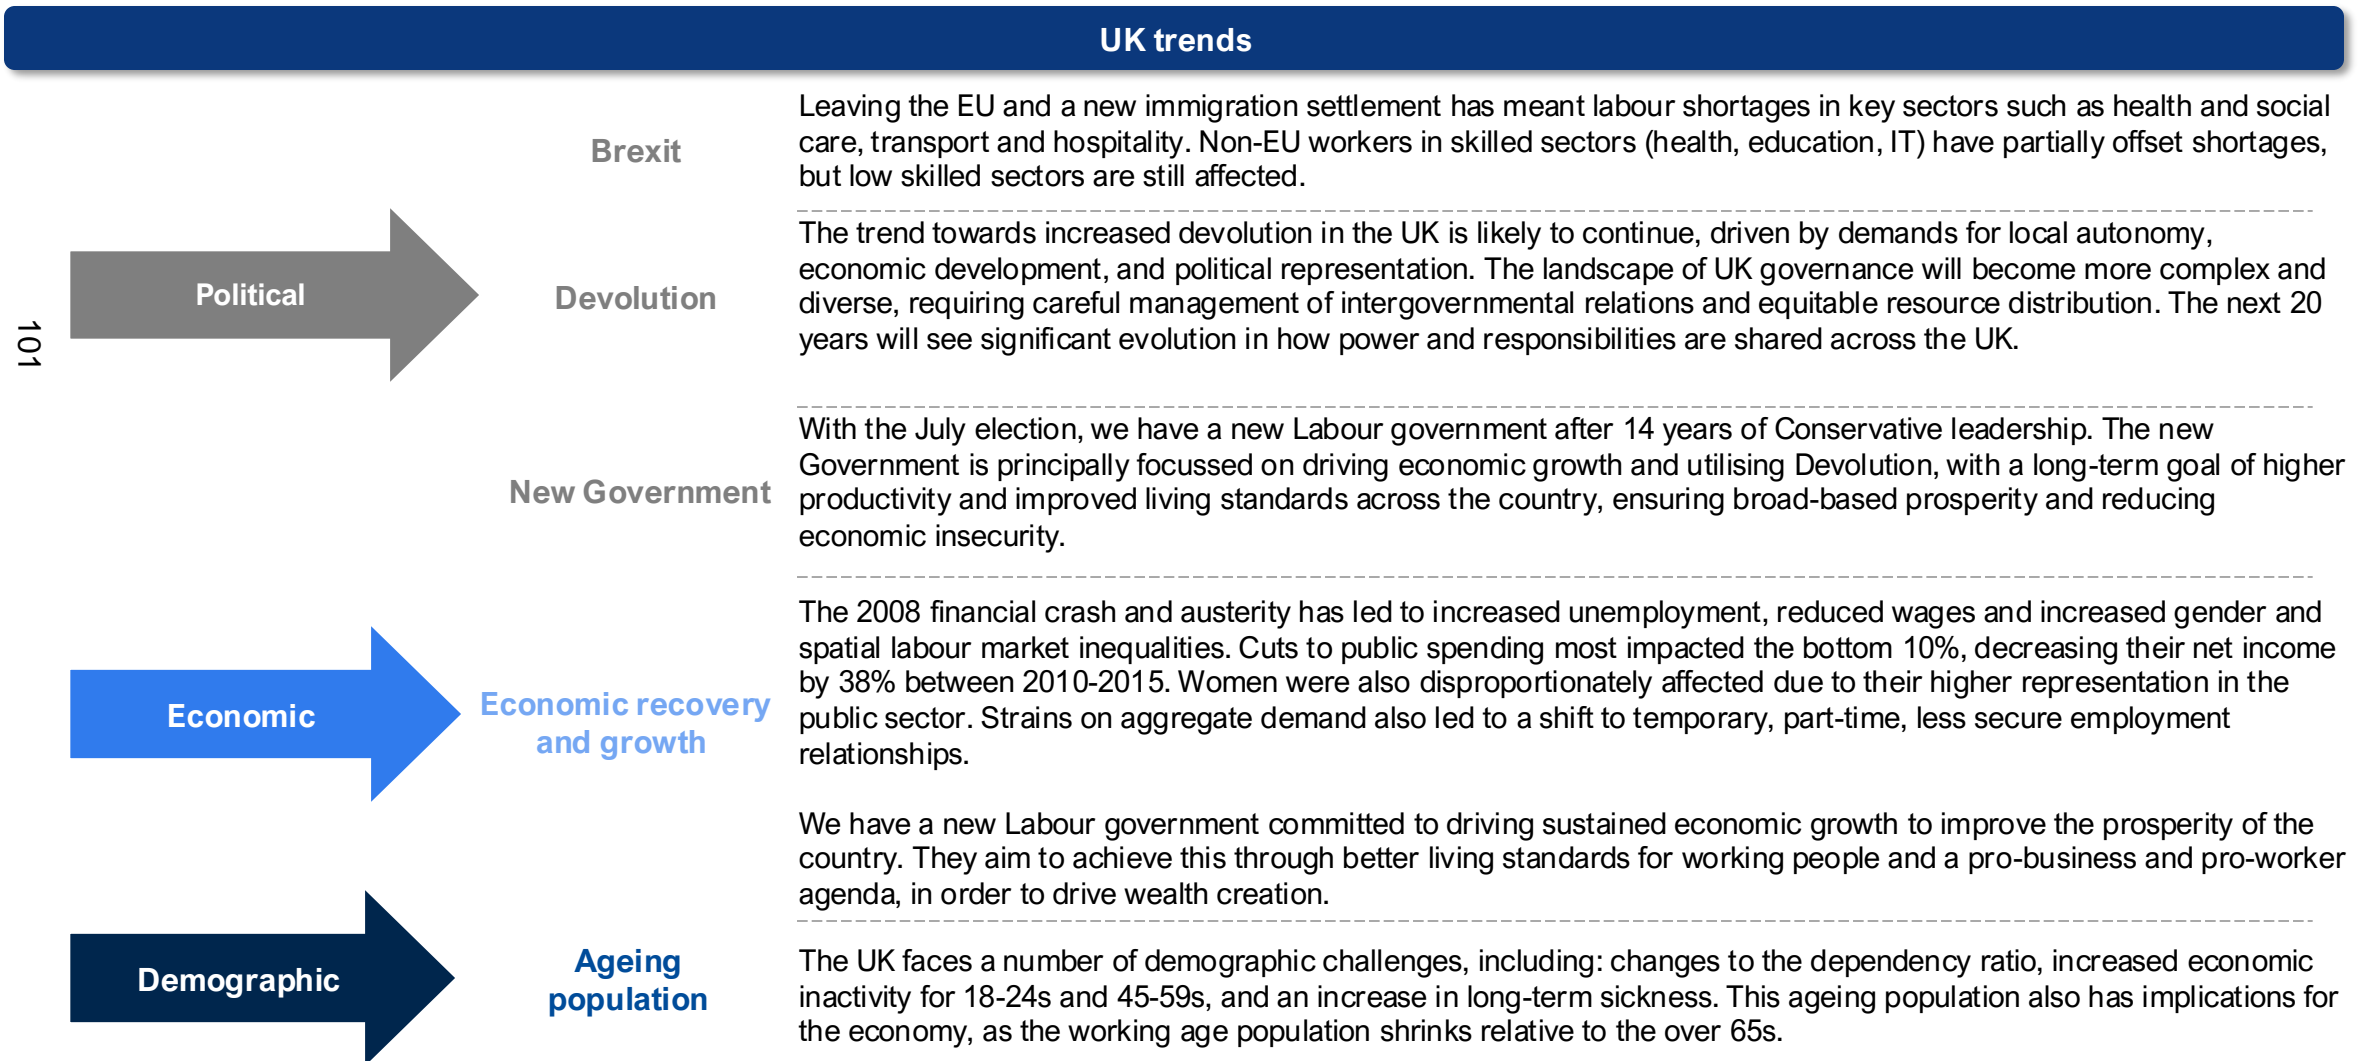 UK trends
Political
Brexit
Leaving the EU and a new immigration settlement has meant labour shortages in key sectors such as health and social
care, transport and hospitality. Non-EU workers in skilled sectors (health, education, IT) have partially offset shortages,
but low skilled sectors are still affected.
Devolution
The trend towards increased devolution in the UK is likely to continue, driven by demands for local autonomy,
economic development, and political representation. The landscape of UK governance will become more complex and
diverse, requiring careful management of intergovernmental relations and equitable resource distribution. The next 20
years will see significant evolution in how power and responsibilities are shared across the UK.
New Government
With the July election, we have a new Labour government after 14 years of Conservative leadership. The new
Government is principally focussed on driving economic growth and utilising Devolution, with a long-term goal of higher
productivity and improved living standards across the country, ensuring broad-based prosperity and reducing
economic insecurity.
Economic
Economic recovery
and growth
The 2008 financial crash and austerity has led to increased unemployment, reduced wages and increased gender and
spatial labour market inequalities. Cuts to public spending most impacted the bottom 10%, decreasing their net income
by 38% between 2010-2015. Women were also disproportionately affected due to their higher representation in the
public sector. Strains on aggregate demand also led to a shift to temporary, part-time, less secure employment
relationships.
We have a new Labour government committed to driving sustained economic growth to improve the prosperity of the
country. They aim to achieve this through better living standards for working people and a pro-business and pro-worker
agenda, in order to drive wealth creation.
Demographic
Ageing
population
The UK faces a number of demographic challenges, including: changes to the dependency ratio, increased economic
inactivity for 18-24s and 45-59s, and an increase in long-term sickness. This ageing population also has implications for
the economy, as the working age population shrinks relative to the over 65s.
101